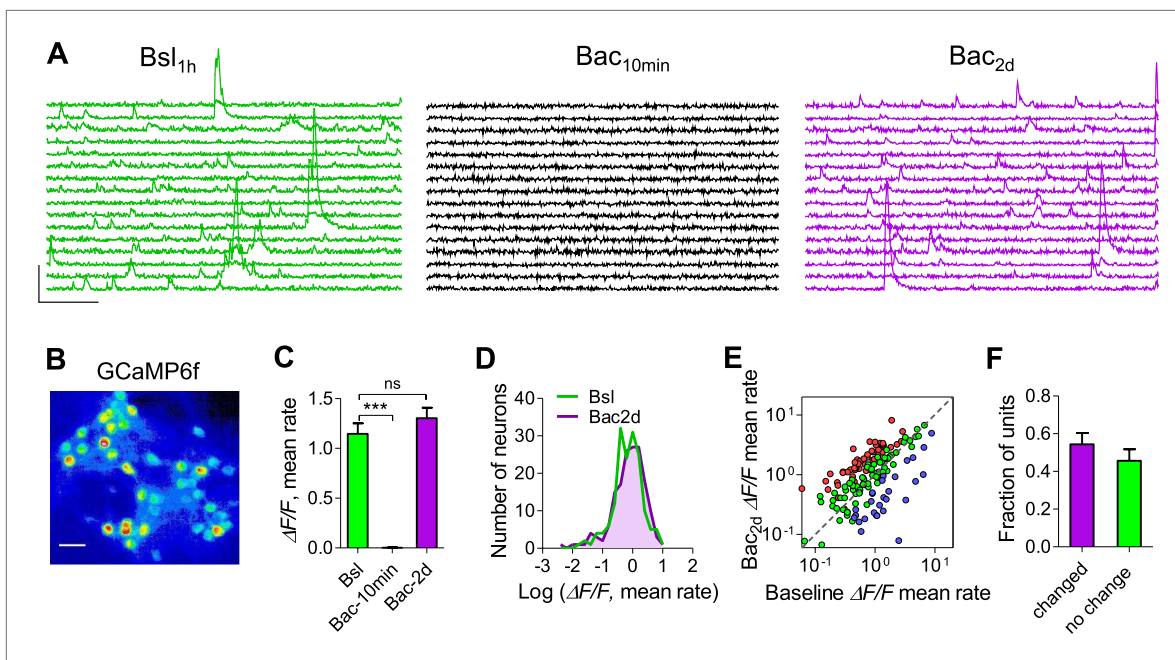 A
Bsl1h
Bac10min
Bac2d
B
GCaMP6f
C
ΔF/F, mean rate
1.5
1.0
0.5
0.0
ns
***
Bsl
Bac-10min
Bac-2d
D
Number of neurons
40
30
20
10
0
Bsl
Bac2d
-3 -2 -1 0 1 2
Log (ΔF/F, mean rate)
E
Bac2d ΔF/F mean rate
10^1
10^0
10^-1
10^-1 10^0 10^1
Baseline ΔF/F mean rate
F
Fraction of units
0.8
0.6
0.4
0.2
0.0
changed
no change